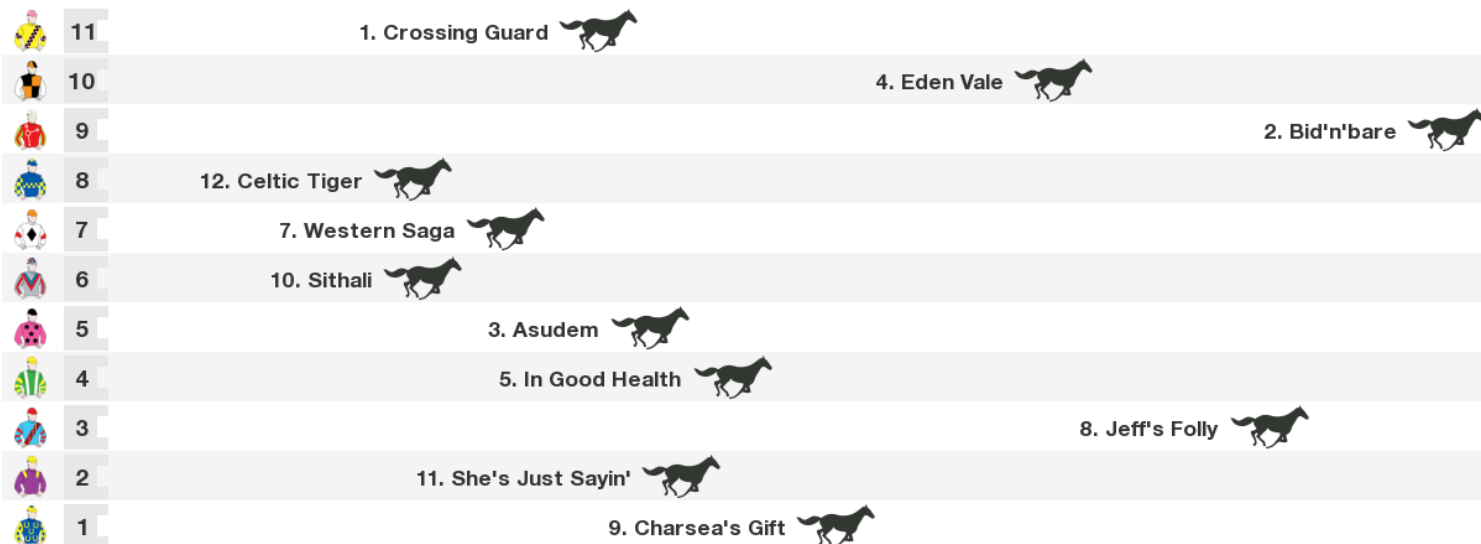 11 1. Crossing Guard
10 4. Eden Vale
9 2. Bid'n'bare
8 12. Celtic Tiger
7 7. Western Saga
6 10. Sithali
5 3. Asudem
4 5. In Good Health
3 8. Jeff's Folly
2 11. She's Just Sayin'
1 9. Charsea's Gift